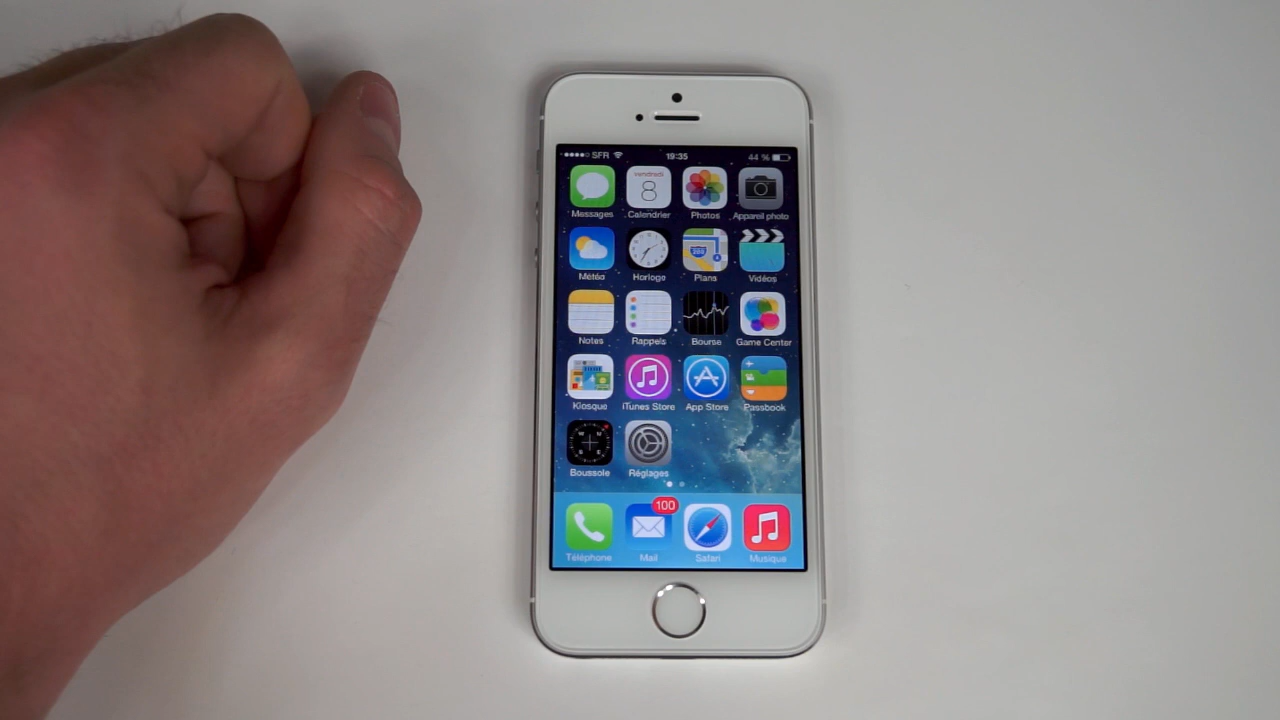 SFR 19:35 44 %
vendredi
8
Messages Calendrier Photos Appareil photo
280
Météo Horloge Plans Vidéos
Notes Rappels Bourse Game Center
Kiosque iTunes Store App Store Passbook
N
W E
S
Boussole Réglages
100
Téléphone Mail Safari Musique